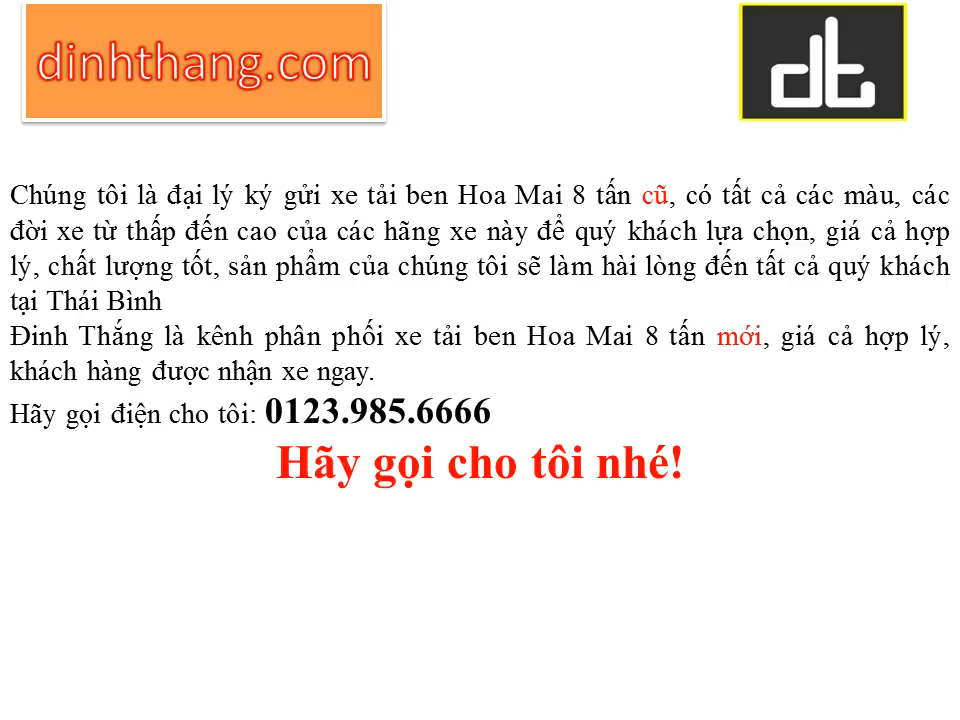 dinhthang.com
dt
Chúng tôi là đại lý ký gửi xe tải ben Hoa Mai 8 tấn cũ, có tất cả các màu, các
đời xe từ thấp đến cao của các hãng xe này để quý khách lựa chọn, giá cả hợp
lý, chất lượng tốt, sản phẩm của chúng tôi sẽ làm hài lòng đến tất cả quý khách
tại Thái Bình
Đinh Thắng là kênh phân phối xe tải ben Hoa Mai 8 tấn mới, giá cả hợp lý,
khách hàng được nhận xe ngay.
Hãy gọi điện cho tôi: 0123.985.6666
Hãy gọi cho tôi nhé!